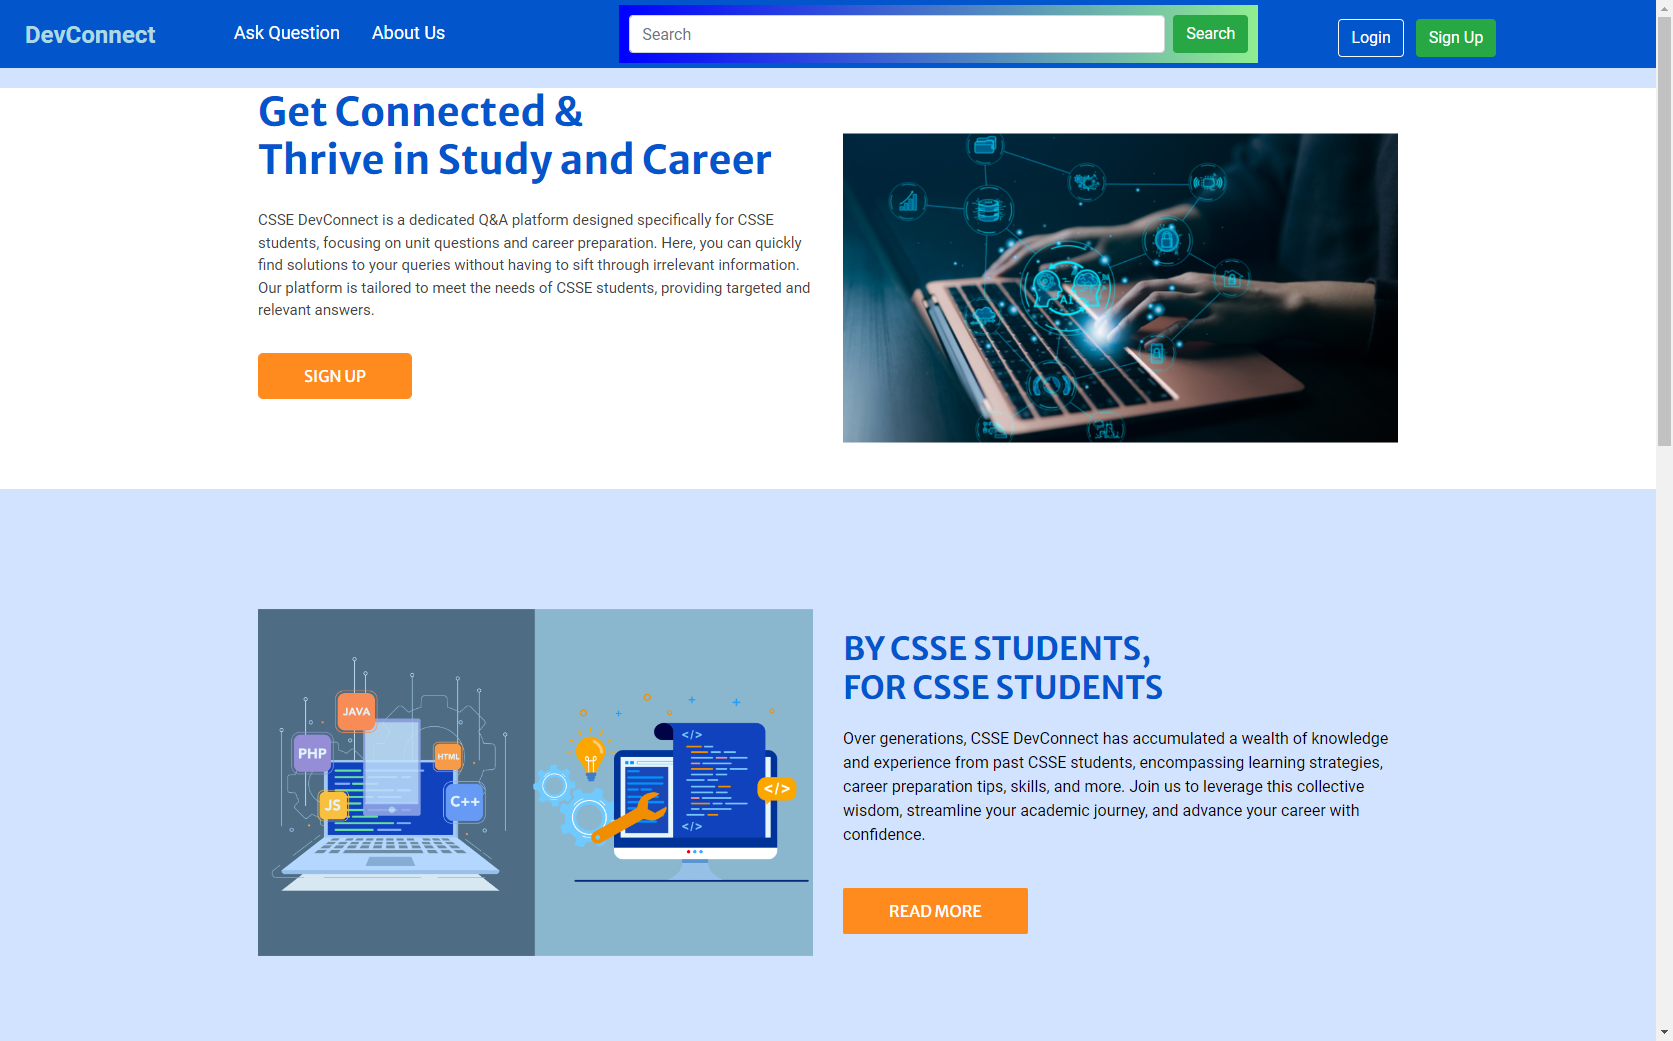 DevConnect
Ask Question
About Us
Search
Search
Login
Sign Up
Get Connected &
Thrive in Study and Career
CSSE DevConnect is a dedicated Q&A platform designed specifically for CSSE
students, focusing on unit questions and career preparation. Here, you can quickly
find solutions to your queries without having to sift through irrelevant information.
Our platform is tailored to meet the needs of CSSE students, providing targeted and
relevant answers.
SIGN UP
AI
JAVA
PHP
HTML
JS
C++
</>
</>
</>
BY CSSE STUDENTS,
FOR CSSE STUDENTS
Over generations, CSSE DevConnect has accumulated a wealth of knowledge
and experience from past CSSE students, encompassing learning strategies,
career preparation tips, skills, and more. Join us to leverage this collective
wisdom, streamline your academic journey, and advance your career with
confidence.
READ MORE